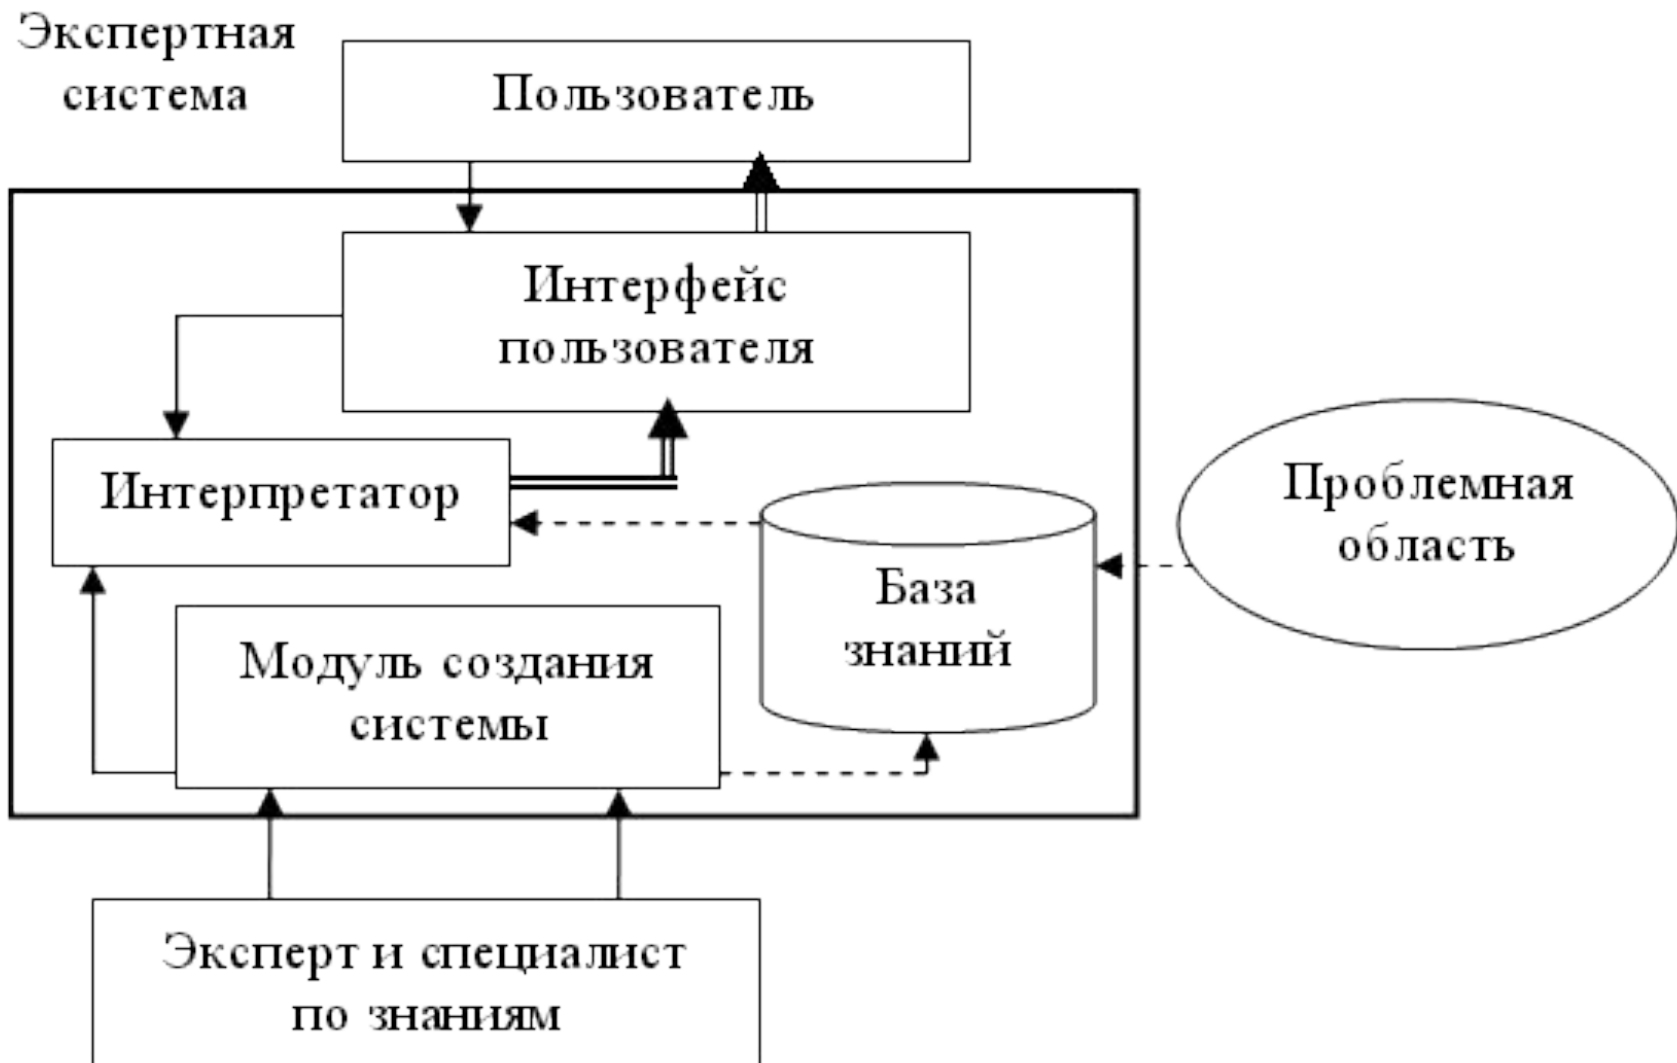 Экспертная
система
Пользователь
Интерфейс
пользователя
Интерпретатор
Проблемная
область
База
знаний
Модуль создания
системы
Эксперт и специалист
по знаниям